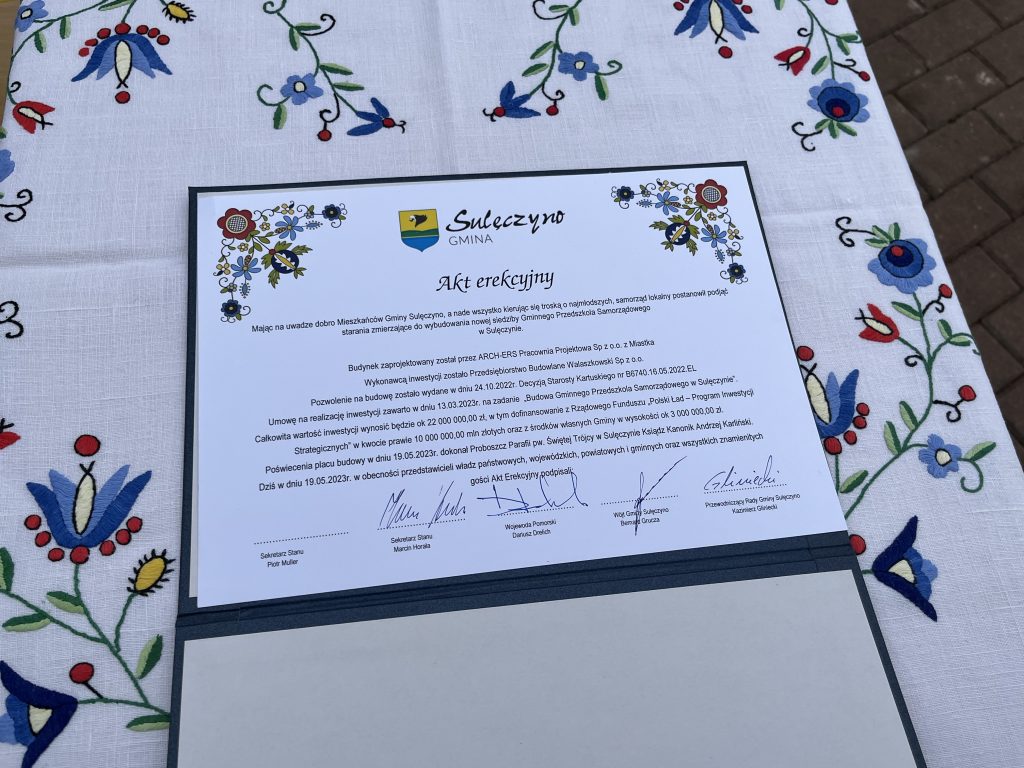 Sulęczyno
GMINA
Akt erekcyjny
Mając na uwadze dobro Mieszkańców Gminy Sulęczyno, a nade wszystko kierując się troską o najmłodszych, samorząd lokalny postanowił podjąć
starania zmierzające do wybudowania nowej siedziby Gminnego Przedszkola Samorządowego
w Sulęczynie.
Budynek zaprojektowany został przez ARCH-ERS Pracownia Projektowa Sp z o.o. z Miastka
Wykonawcą inwestycji zostało Przedsiębiorstwo Budowlane Walaszkowski Sp z o.o.
Pozwolenie na budowę zostało wydane w dniu 24.10.2022r. Decyzją Starosty Kartuskiego nr B6740.16.05.2022.EL
Umowę na realizację inwestycji zawarto w dniu 13.03.2023r. na zadanie „Budowa Gminnego Przedszkola Samorządowego w Sulęczynie".
Całkowita wartość inwestycji wynosić będzie ok 22 000 000,00 zł, w tym dofinansowanie z Rządowego Funduszu „Polski Ład – Program Inwestycji
Strategicznych" w kwocie prawie 10 000 000,00 mln złotych oraz z środków własnych Gminy w wysokości ok 3 000 000,00 zł.
Poświecenia placu budowy w dniu 19.05.2023r. dokonał Proboszcz Parafii pw. Świętej Trójcy w Sulęczynie Ksiądz Kanonik Andrzej Karliński.
Dziś w dniu 19.05.2023r. w obecności przedstawicieli władz państwowych, wojewódzkich, powiatowych i gminnych oraz wszystkich znamienitych
gości Akt Erekcyjny podpisali:
Sekretarz Stanu
Piotr Muller
Sekretarz Stanu
Marcin Horała
Wojewoda Pomorski
Dariusz Drelich
Wójt Gminy Sulęczyno
Bernard Grucza
Przewodniczący Rady Gminy Sulęczyno
Kazimierz Gliniecki